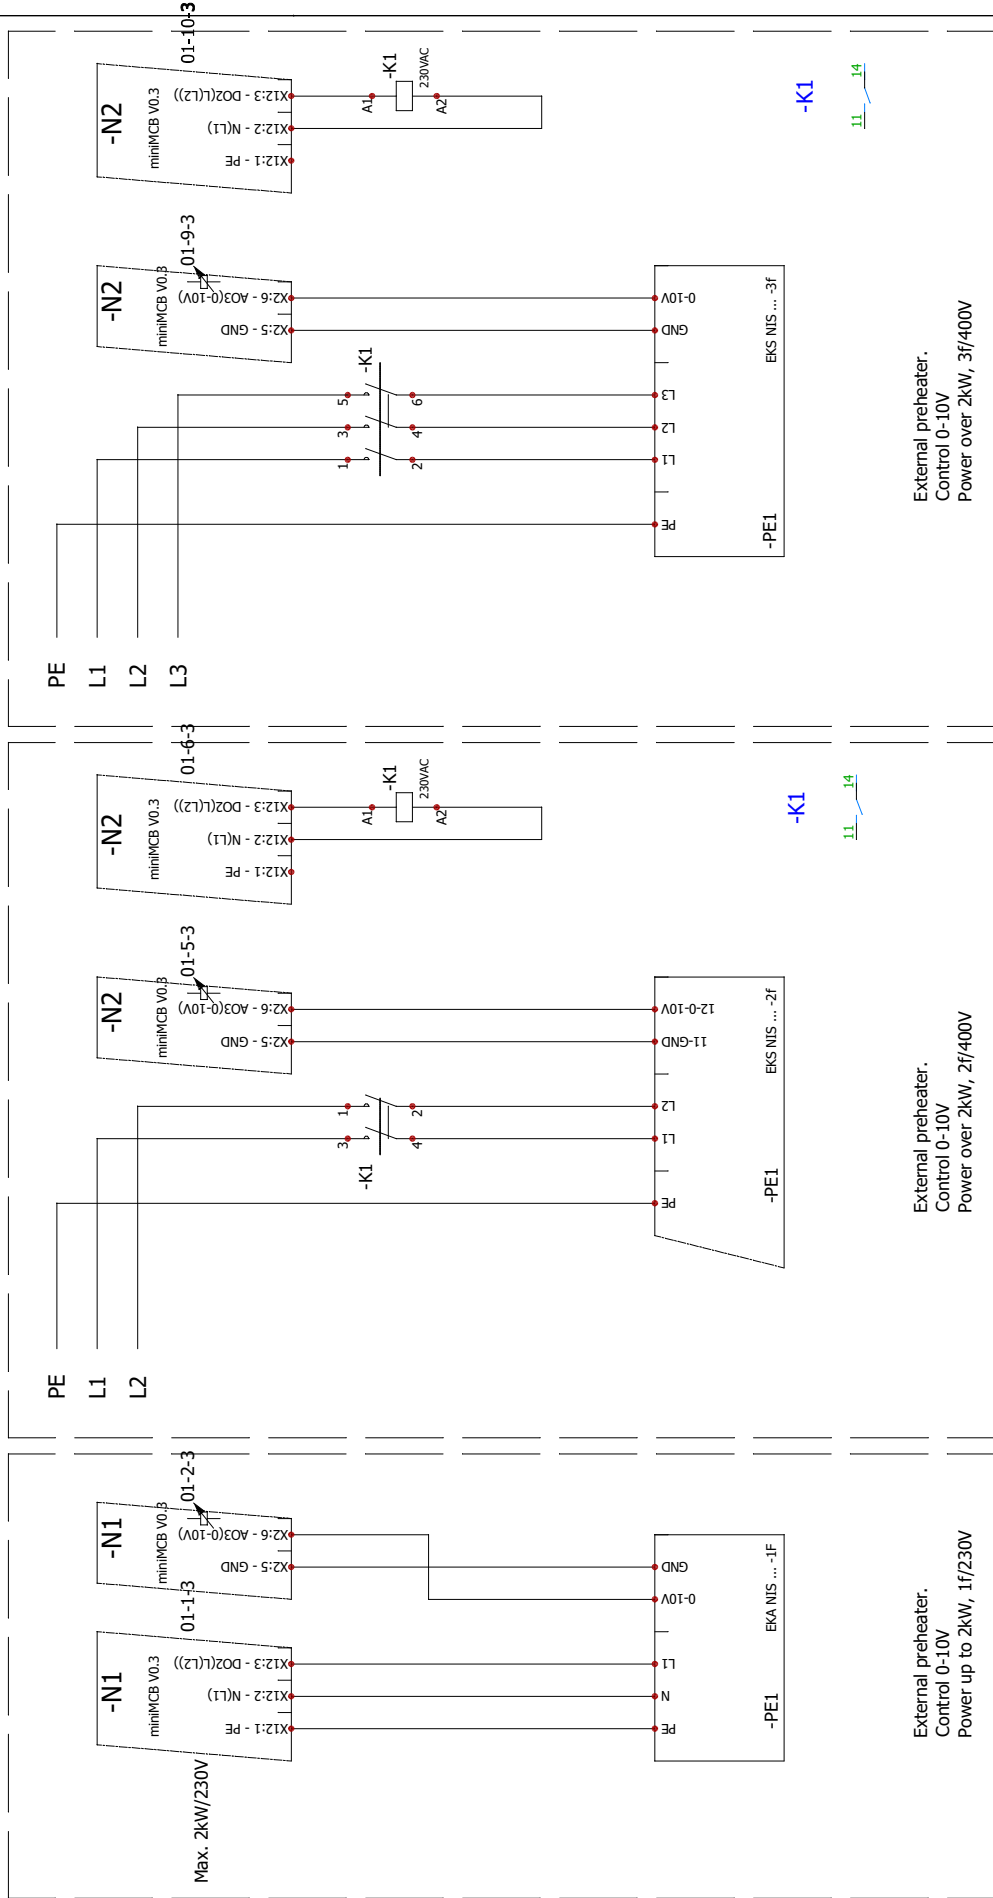 Max. 2kW/230V
-N1
miniMCB V0.3
01-1-3
X12:1 - PE
X12:2 - N(L1)
X12:3 - DO2(L(L2))
-N1
miniMCB V0.3
01-2-3
X2:5 - GND
X2:6 - AO3(0-10V)
PE
N
L1
0-10V
GND
-PE1
EKA NIS ... -1F
External preheater.
Control 0-10V
Power up to 2kW, 1f/230V
PE
L1
L2
-N2
miniMCB V0.3
01-5-3
X2:5 - GND
X2:6 - AO3(0-10V)
-N2
miniMCB V0.3
01-6-3
X12:1 - PE
X12:2 - N(L1)
X12:3 - DO2(L(L2))
-K1
3
1
4
2
A1
-K1
A2
230VAC
PE
L1
L2
11-GND
12-0-10V
-PE1
EKS NIS ... -2f
-K1
11
14
External preheater.
Control 0-10V
Power over 2kW, 2f/400V
PE
L1
L2
L3
-N2
miniMCB V0.3
01-9-3
X2:5 - GND
X2:6 - AO3(0-10V)
-N2
miniMCB V0.3
01-10-3
X12:1 - PE
X12:2 - N(L1)
X12:3 - DO2(L(L2))
1
3
5
-K1
2
4
6
A1
-K1
A2
230VAC
PE
L1
L2
L3
GND
0-10V
-PE1
EKS NIS ... -3f
-K1
11
14
External preheater.
Control 0-10V
Power over 2kW, 3f/400V